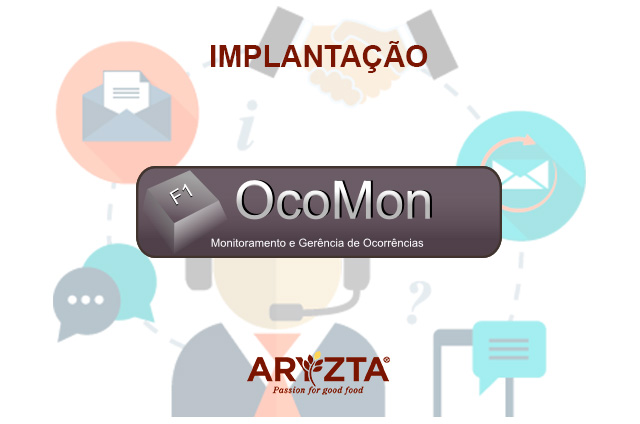 IMPLANTAÇÃO
F1
OcoMon
Monitoramento e Gerência de Ocorrências
i
?
ARYZTA®
Passion for good food